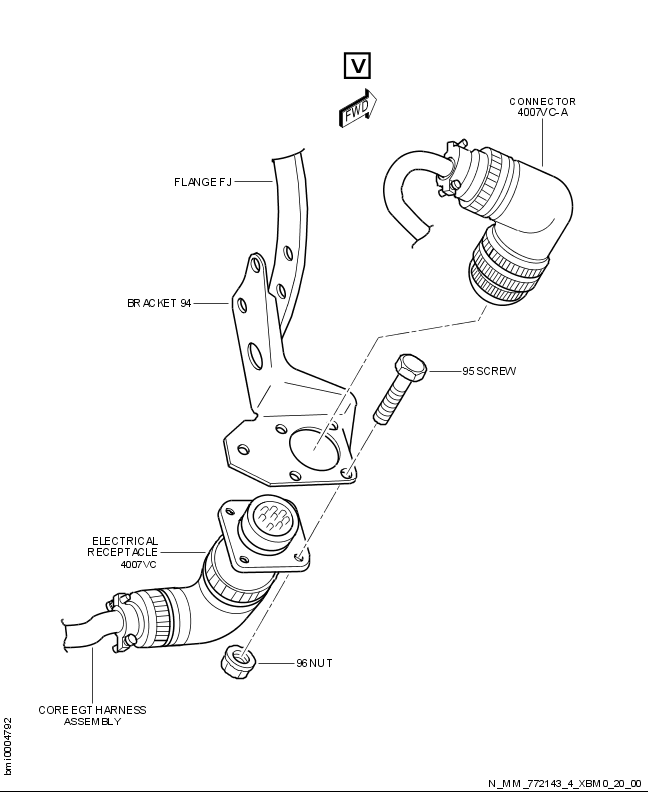 V
FWD
CONNECTOR
4007VC-A
FLANGE FJ
BRACKET 94
95 SCREW
ELECTRICAL
RECEPTACLE
4007VC
96 NUT
CORE EGT HARNESS
ASSEMBLY
bmi0004792
N_MM_772143_4_XBM0_20_00